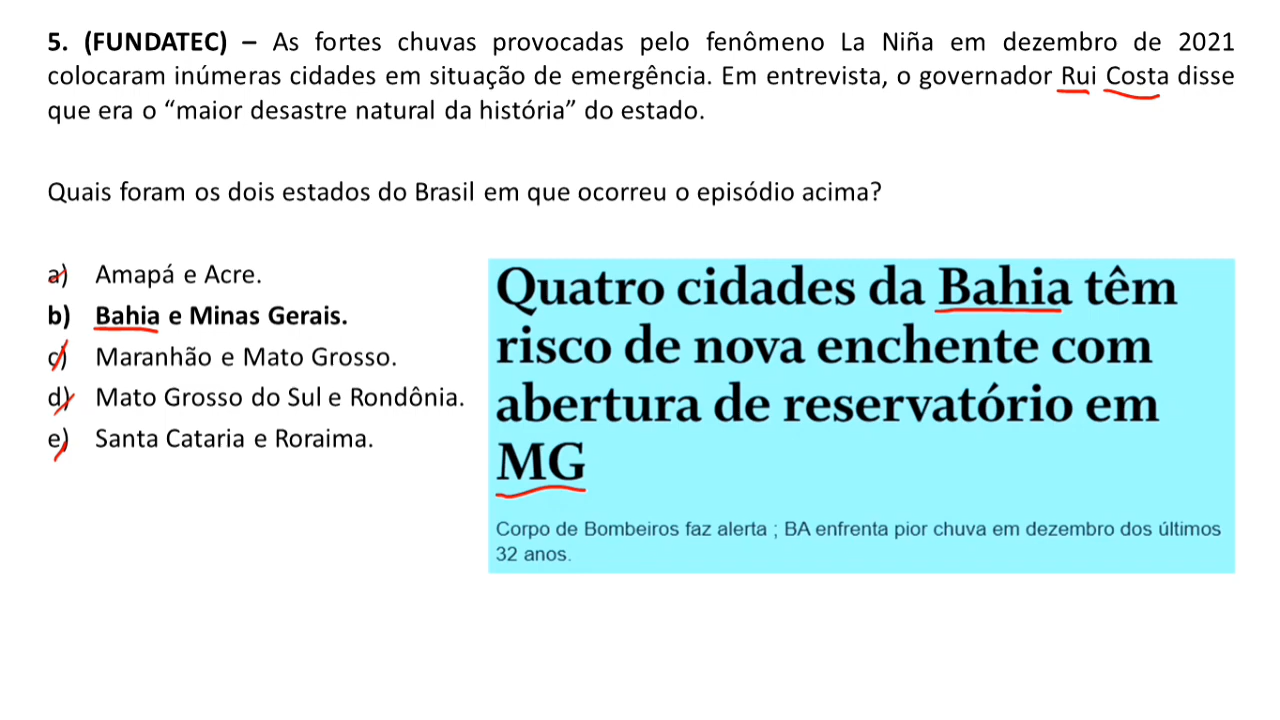 5. (FUNDATEC) – As fortes chuvas provocadas pelo fenômeno La Niña em dezembro de 2021
colocaram inúmeras cidades em situação de emergência. Em entrevista, o governador Rui Costa disse
que era o “maior desastre natural da história” do estado.
Quais foram os dois estados do Brasil em que ocorreu o episódio acima?
a) Amapá e Acre.
b) Bahia e Minas Gerais.
c) Maranhão e Mato Grosso.
d) Mato Grosso do Sul e Rondônia.
e) Santa Cataria e Roraima.
Quatro cidades da Bahia têm
risco de nova enchente com
abertura de reservatório em
MG
Corpo de Bombeiros faz alerta ; BA enfrenta pior chuva em dezembro dos últimos
32 anos.